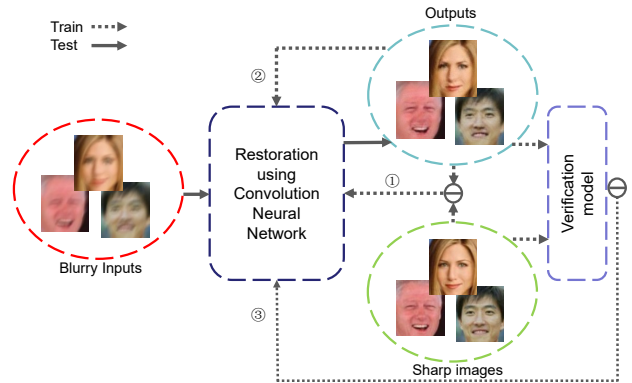 Train
Test
Outputs
②
Restoration
using
Convolution
Neural
Network
①
Verification
model
Blurry Inputs
③
Sharp images